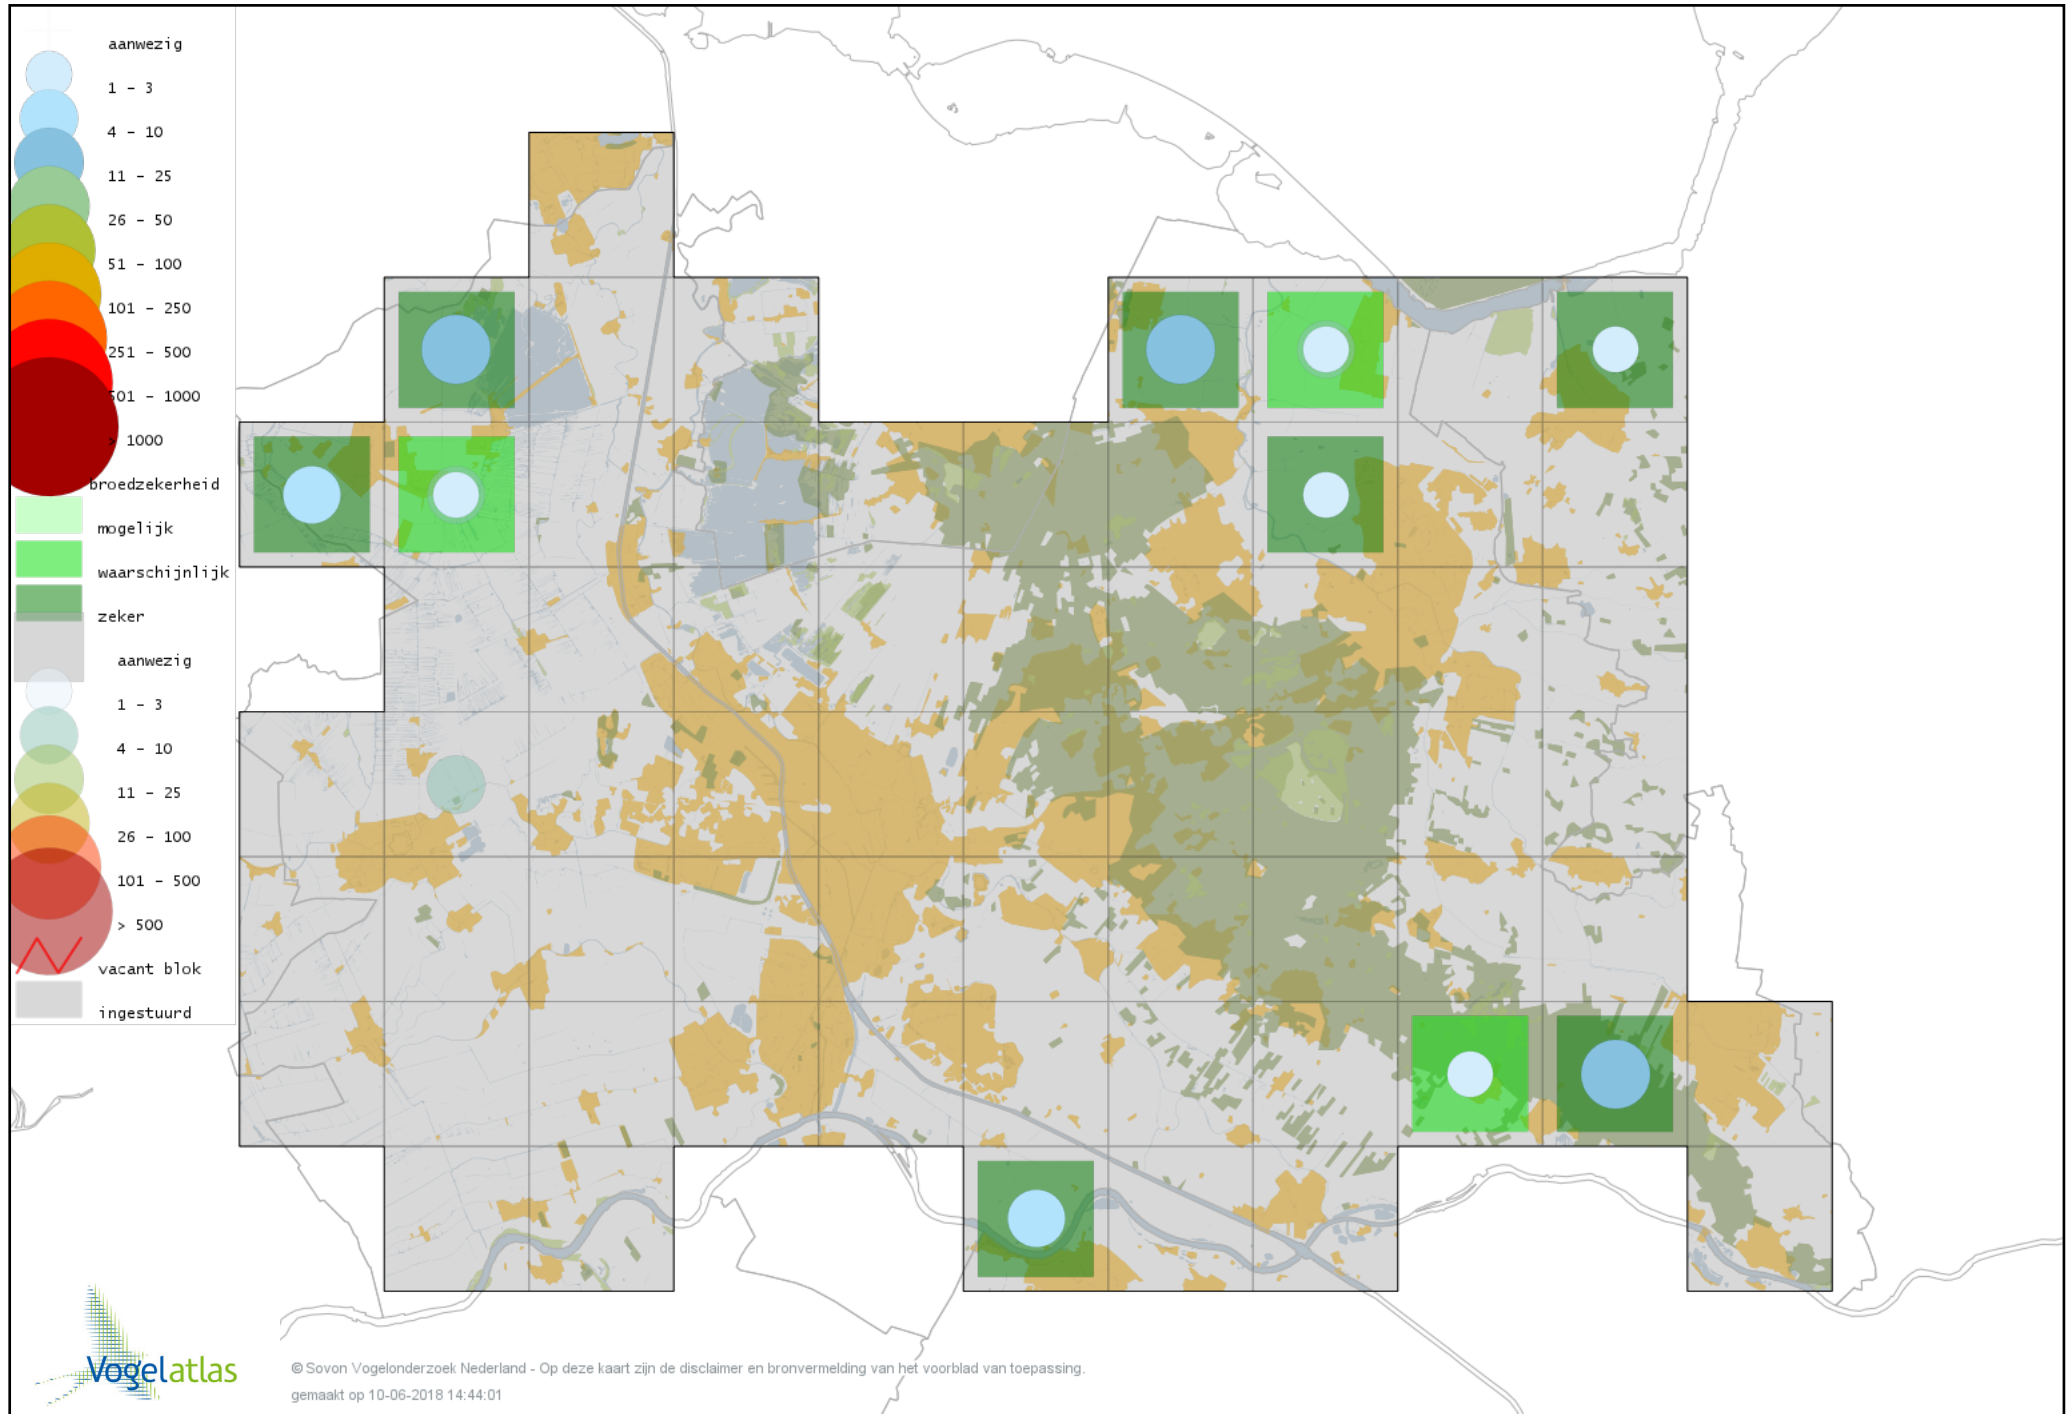 aanwezig
1 – 3
4 – 10
11 – 25
26 – 50
51 – 100
101 – 250
251 – 500
501 – 1000
> 1000
broedzekerheid
mogelijk
waarschijnlijk
zeker
aanwezig
1 – 3
4 – 10
11 – 25
26 – 100
101 – 500
> 500
vacant blok
ingestuurd
Vogelatlas
© Sovon Vogelonderzoek Nederland - Op deze kaart zijn de disclaimer en bronvermelding van het voorblad van toepassing.
gemaakt op 10-06-2018 14:44:01